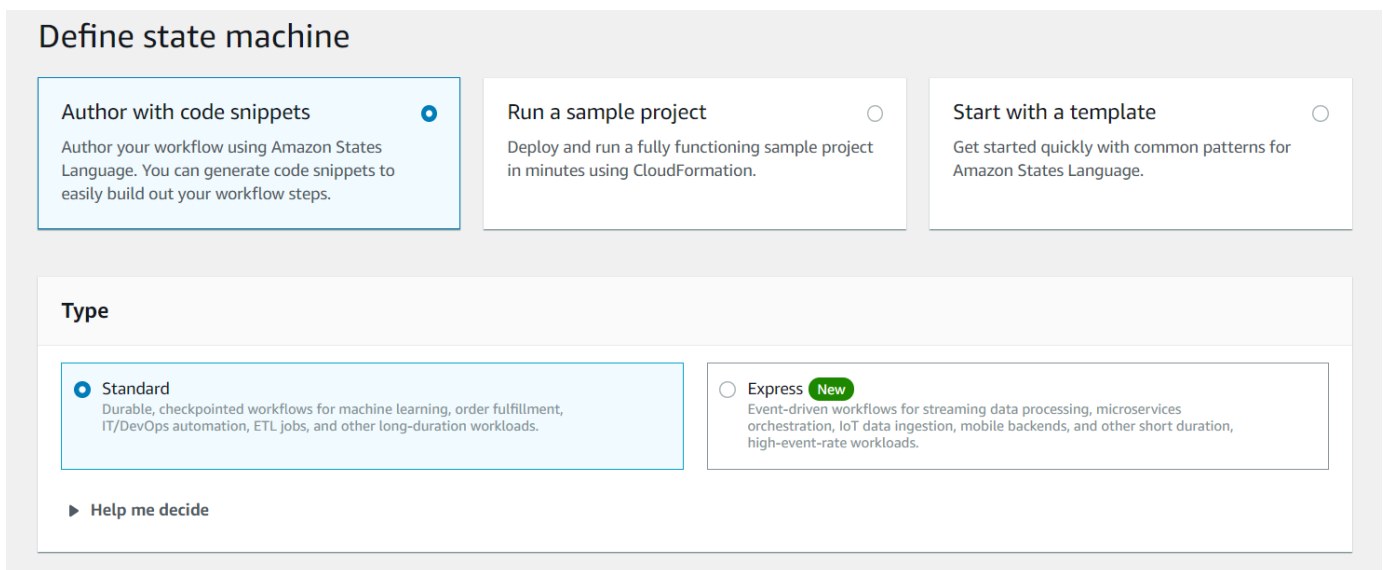 Define state machine
Author with code snippets
Author your workflow using Amazon States
Language. You can generate code snippets to
easily build out your workflow steps.
Run a sample project
Deploy and run a fully functioning sample project
in minutes using CloudFormation.
Start with a template
Get started quickly with common patterns for
Amazon States Language.
Type
Standard
Durable, checkpointed workflows for machine learning, order fulfillment,
IT/DevOps automation, ETL jobs, and other long-duration workloads.
Express New
Event-driven workflows for streaming data processing, microservices
orchestration, IoT data ingestion, mobile backends, and other short duration,
high-event-rate workloads.
Help me decide